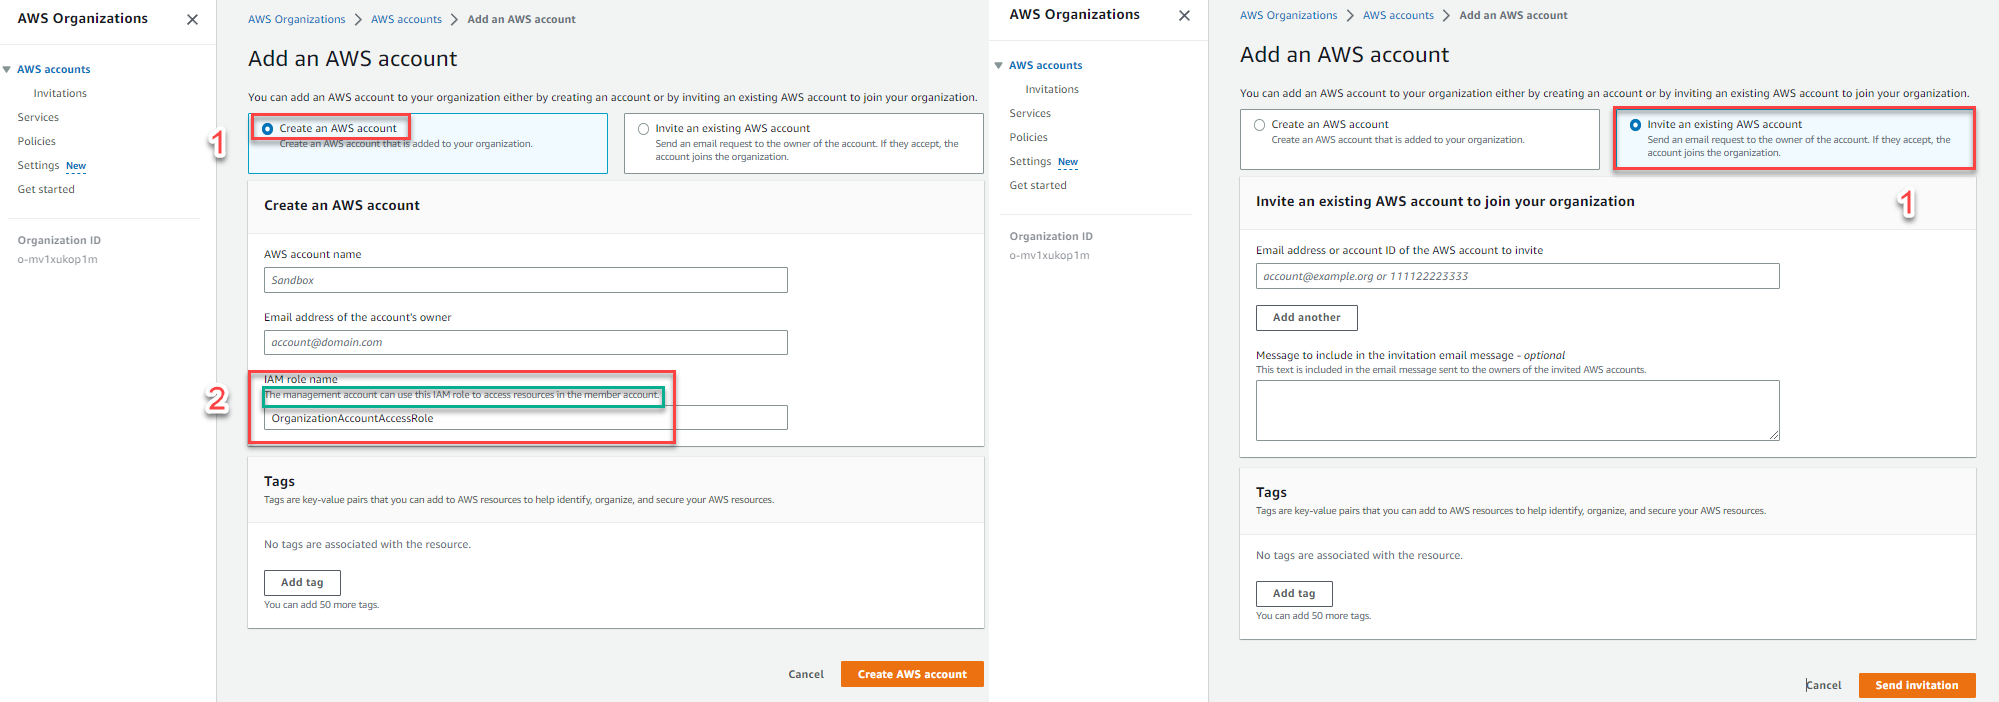 AWS Organizations
AWS accounts
Invitations
Services
Policies
Settings New
Get started
Organization ID
o-mv1xukop1m
AWS Organizations > AWS accounts > Add an AWS account
Add an AWS account
You can add an AWS account to your organization either by creating an account or by inviting an existing AWS account to join your organization.
1
Create an AWS account
Create an AWS account that is added to your organization.
Invite an existing AWS account
Send an email request to the owner of the account. If they accept, the
account joins the organization.
Create an AWS account
AWS account name
Sandbox
Email address of the account's owner
account@domain.com
2
IAM role name
The management account can use this IAM role to access resources in the member account.
OrganizationAccountAccessRole
Tags
Tags are key-value pairs that you can add to AWS resources to help identify, organize, and secure your AWS resources.
No tags are associated with the resource.
Add tag
You can add 50 more tags.
Cancel
Create AWS account
AWS Organizations
AWS accounts
Invitations
Services
Policies
Settings New
Get started
Organization ID
o-mv1xukop1m
AWS Organizations > AWS accounts > Add an AWS account
Add an AWS account
You can add an AWS account to your organization either by creating an account or by inviting an existing AWS account to join your organization.
Create an AWS account
Create an AWS account that is added to your organization.
Invite an existing AWS account
Send an email request to the owner of the account. If they accept, the
account joins the organization.
1
Invite an existing AWS account to join your organization
Email address or account ID of the AWS account to invite
account@example.org or 111122223333
Add another
Message to include in the invitation email message - optional
This text is included in the email message sent to the owners of the invited AWS accounts.
Tags
Tags are key-value pairs that you can add to AWS resources to help identify, organize, and secure your AWS resources.
No tags are associated with the resource.
Add tag
You can add 50 more tags.
Cancel
Send invitation